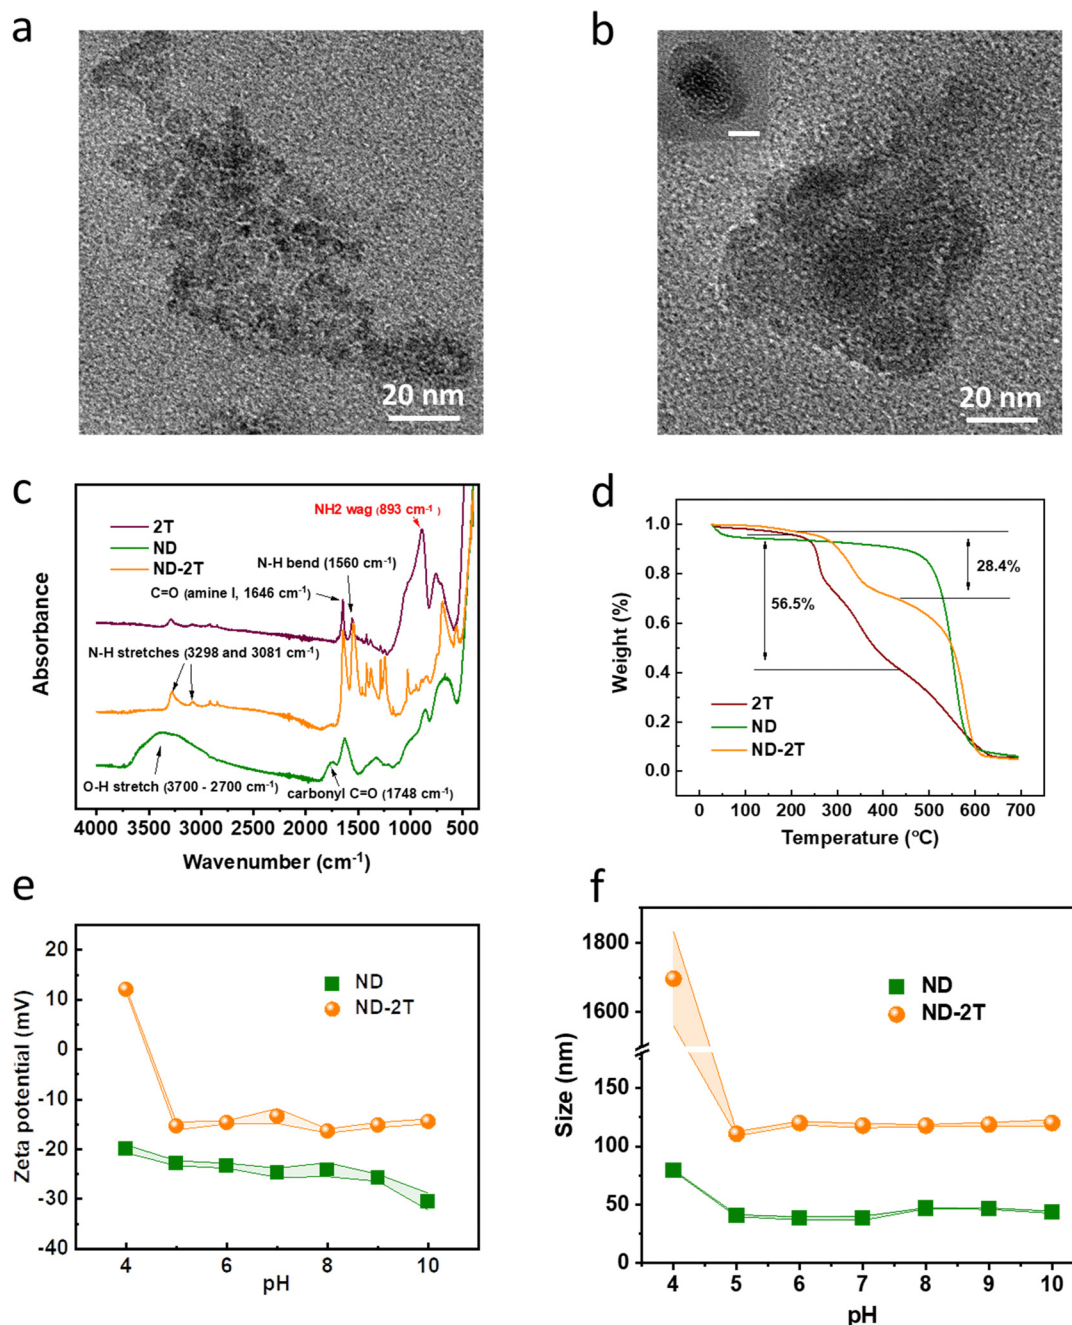 a
b
20 nm
20 nm
c
2T
ND
ND-2T
NH2 wag (893 cm-1)
N-H bend (1560 cm-1)
C=O (amine I, 1646 cm-1)
N-H stretches (3298 and 3081 cm-1)
O-H stretch (3700 - 2700 cm-1)
carbonyl C=O (1748 cm-1)
Absorbance
4000 3500 3000 2500 2000 1500 1000 500
Wavenumber (cm-1)
d
1.0
0.8
0.6
0.4
0.2
0.0
Weight (%)
28.4%
56.5%
2T
ND
ND-2T
0 100 200 300 400 500 600 700
Temperature (°C)
e
20
10
0
-10
-20
-30
-40
Zeta potential (mV)
ND
ND-2T
4 6 8 10
pH
f
1800
1600
150
100
50
0
Size (nm)
ND
ND-2T
4 5 6 7 8 9 10
pH